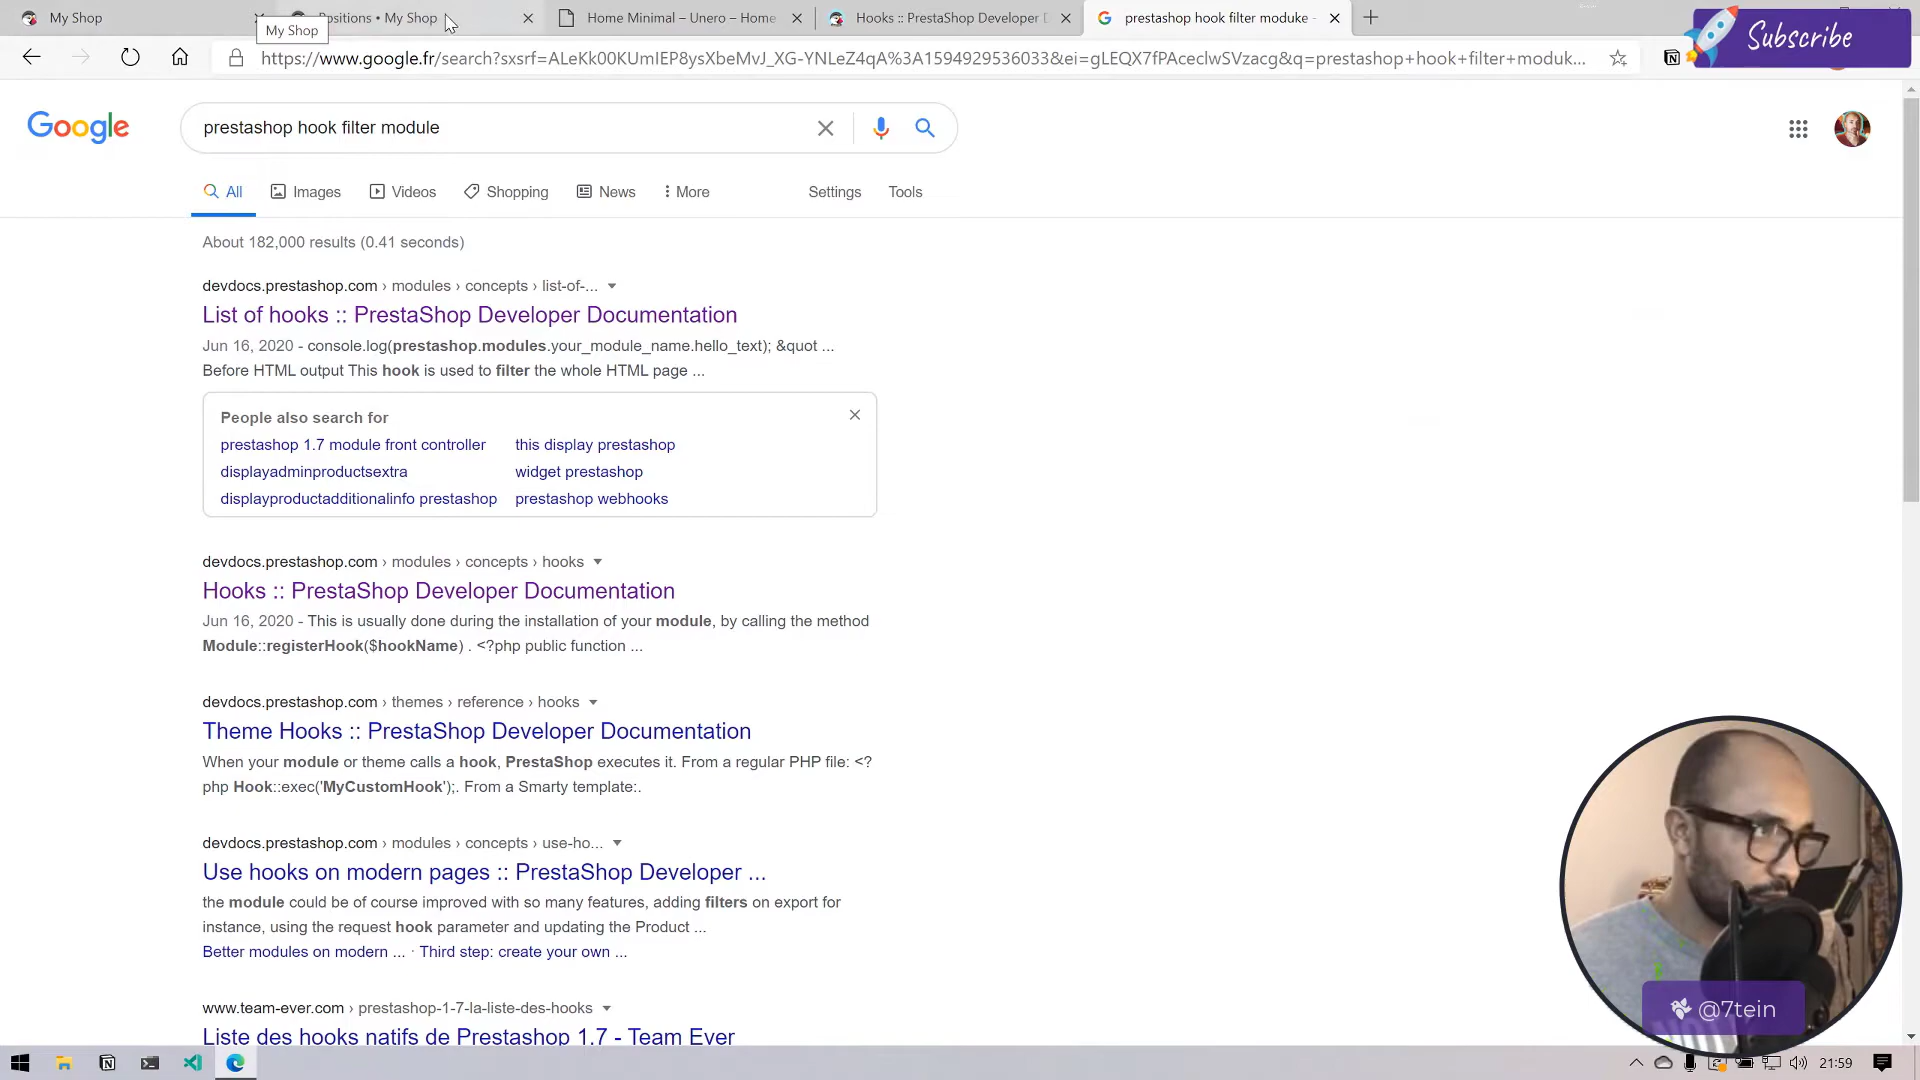 My Shop
Positions • My Shop
Home Minimal – Unero – Home
Hooks :: PrestaShop Developer D
prestashop hook filter moduke -
My Shop
https://www.google.fr/search?sxsrf=ALeKk00KUmIEP8ysXbeMvJ_XG-YNLeZ4qA%3A1594929536033&ei=gLEQX7fPAceclwSVzacg&q=prestashop+hook+filter+moduk...
Subscribe
Google
prestashop hook filter module
All
Images
Videos
Shopping
News
More
Settings
Tools
About 182,000 results (0.41 seconds)
devdocs.prestashop.com › modules › concepts › list-of-...
List of hooks :: PrestaShop Developer Documentation
Jun 16, 2020 - console.log(prestashop.modules.your_module_name.hello_text); &quot ...
Before HTML output This hook is used to filter the whole HTML page ...
People also search for
prestashop 1.7 module front controller
this display prestashop
displayadminproductsextra
widget prestashop
displayproductadditionalinfo prestashop
prestashop webhooks
devdocs.prestashop.com › modules › concepts › hooks
Hooks :: PrestaShop Developer Documentation
Jun 16, 2020 - This is usually done during the installation of your module, by calling the method
Module::registerHook($hookName) . <?php public function ...
devdocs.prestashop.com › themes › reference › hooks
Theme Hooks :: PrestaShop Developer Documentation
When your module or theme calls a hook, PrestaShop executes it. From a regular PHP file: <?
php Hook::exec('MyCustomHook');. From a Smarty template:.
devdocs.prestashop.com › modules › concepts › use-ho...
Use hooks on modern pages :: PrestaShop Developer ...
the module could be of course improved with so many features, adding filters on export for
instance, using the request hook parameter and updating the Product ...
Better modules on modern ... · Third step: create your own ...
www.team-ever.com › prestashop-1-7-la-liste-des-hooks
Liste des hooks natifs de Prestashop 1.7 - Team Ever
@7tein
21:59